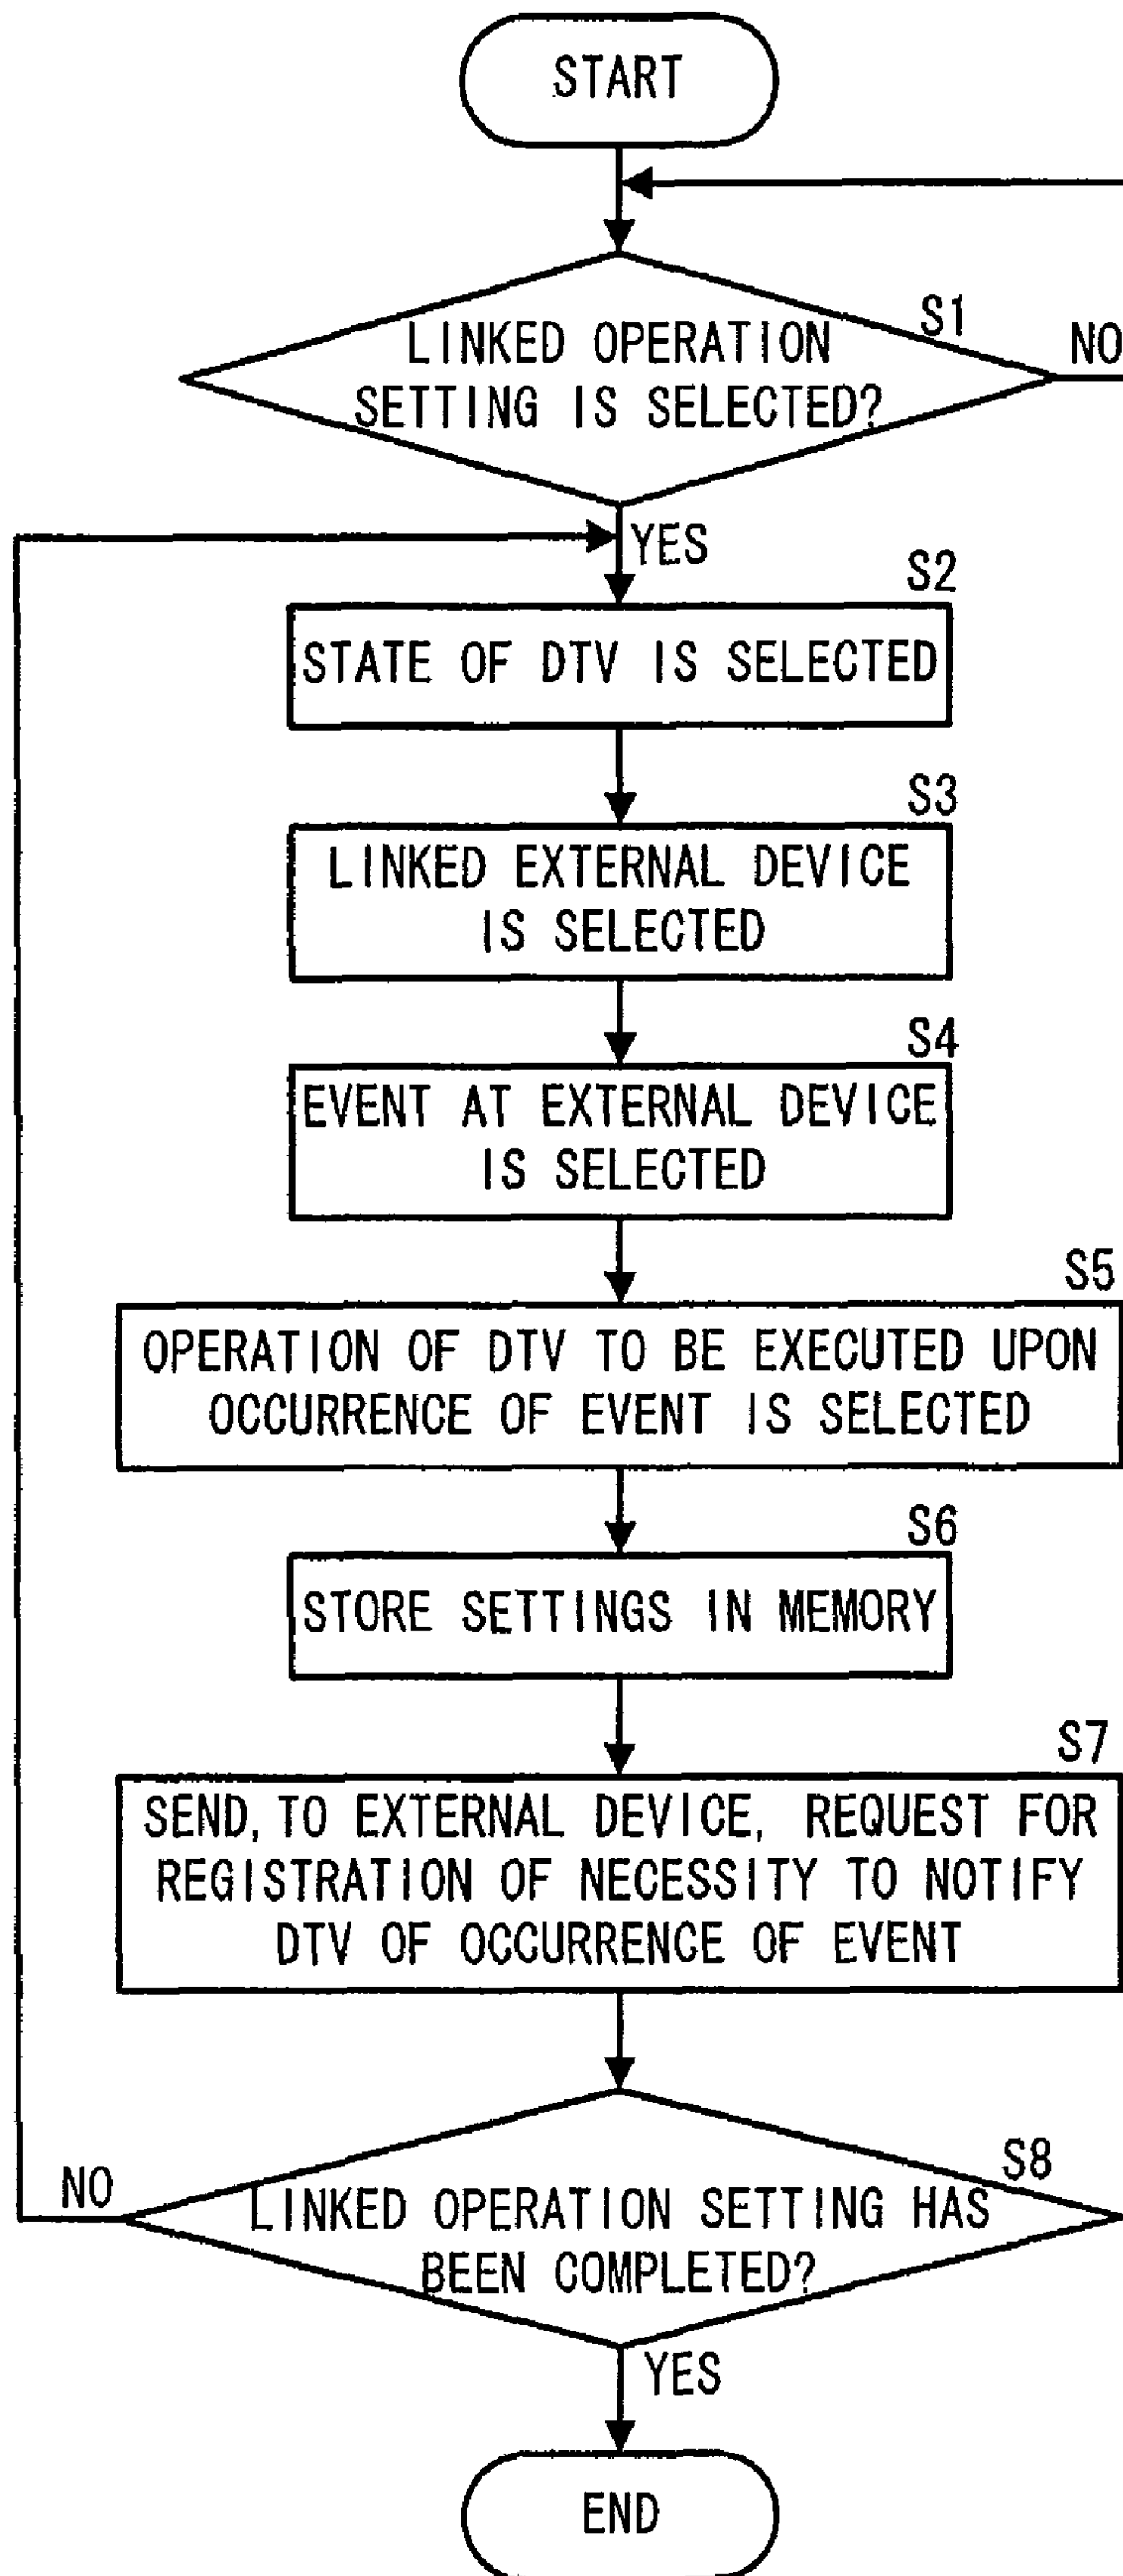 START
S1
LINKED OPERATION
SETTING IS SELECTED?
NO
YES
S2
STATE OF DTV IS SELECTED
S3
LINKED EXTERNAL DEVICE
IS SELECTED
S4
EVENT AT EXTERNAL DEVICE
IS SELECTED
S5
OPERATION OF DTV TO BE EXECUTED UPON
OCCURRENCE OF EVENT IS SELECTED
S6
STORE SETTINGS IN MEMORY
S7
SEND, TO EXTERNAL DEVICE, REQUEST FOR
REGISTRATION OF NECESSITY TO NOTIFY
DTV OF OCCURRENCE OF EVENT
S8
NO
LINKED OPERATION SETTING HAS
BEEN COMPLETED?
YES
END